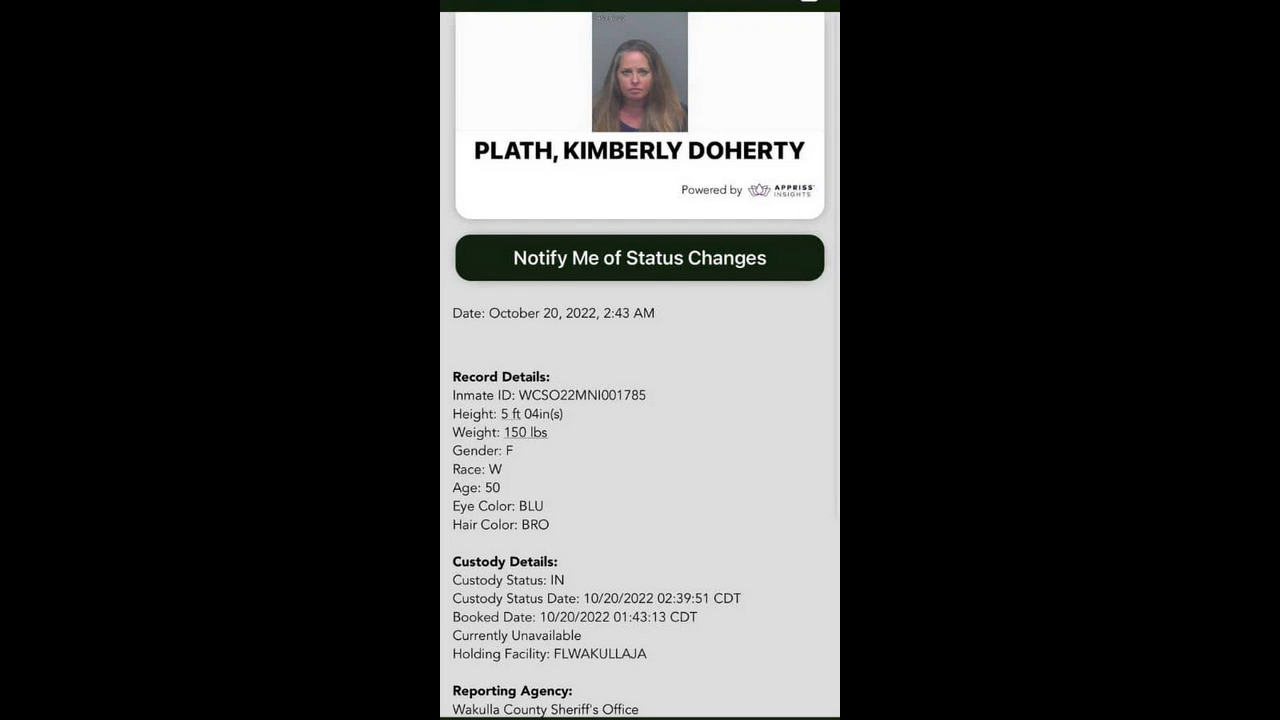 PLATH, KIMBERLY DOHERTY
Powered by APPRISS INSIGHTS
Notify Me of Status Changes
Date: October 20, 2022, 2:43 AM
Record Details:
Inmate ID: WCSO22MNI001785
Height: 5 ft 04in(s)
Weight: 150 lbs
Gender: F
Race: W
Age: 50
Eye Color: BLU
Hair Color: BRO
Custody Details:
Custody Status: IN
Custody Status Date: 10/20/2022 02:39:51 CDT
Booked Date: 10/20/2022 01:43:13 CDT
Currently Unavailable
Holding Facility: FLWAKULLAJA
Reporting Agency:
Wakulla County Sheriff's Office